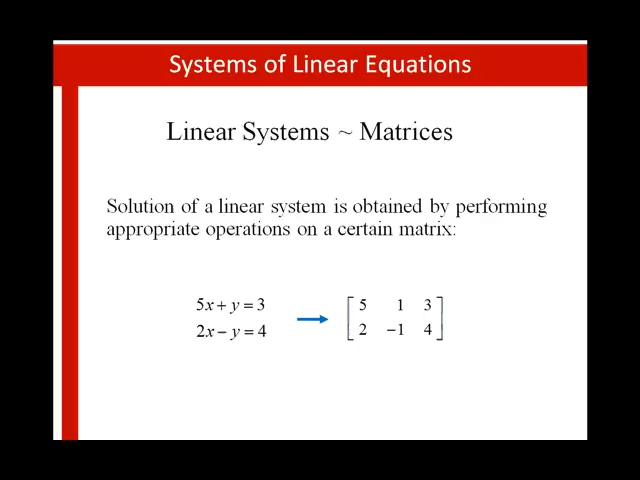 Systems of Linear Equations
Linear Systems ~ Matrices
Solution of a linear system is obtained by performing
appropriate operations on a certain matrix:
5x + y = 3
2x − y = 4
5 1 3
2 −1 4